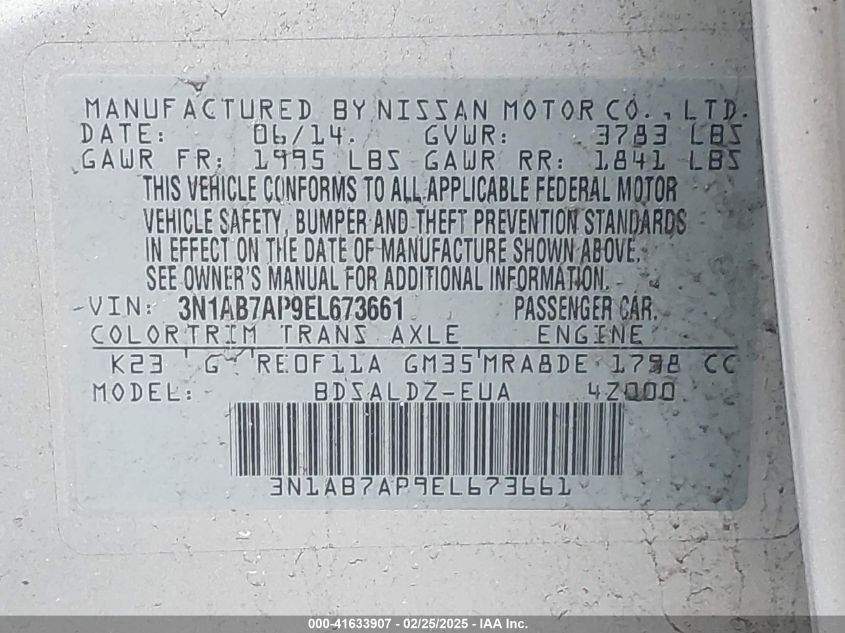 MANUFACTURED BY NISSAN MOTOR CO., LTD.
DATE: 06/14. GVWR: 3783 LBS
GAWR FR: 1995 LBS GAWR RR: 1841 LBS
THIS VEHICLE CONFORMS TO ALL APPLICABLE FEDERAL MOTOR
VEHICLE SAFETY, BUMPER AND THEFT PREVENTION STANDARDS
IN EFFECT ON THE DATE OF MANUFACTURE SHOWN ABOVE.
SEE OWNER'S MANUAL FOR ADDITIONAL INFORMATION.
VIN: 3N1AB7AP9EL673661 PASSENGER CAR.
COLOR TRIM TRANS AXLE ENGINE
K23 ' G ' RE0F11A GM35 ' MRA8DE 1798 CC
MODEL: BDSALDZ-EUA 4Z000
3N1AB7AP9EL673661
000-41633907 - 02/25/2025 - IAA Inc.